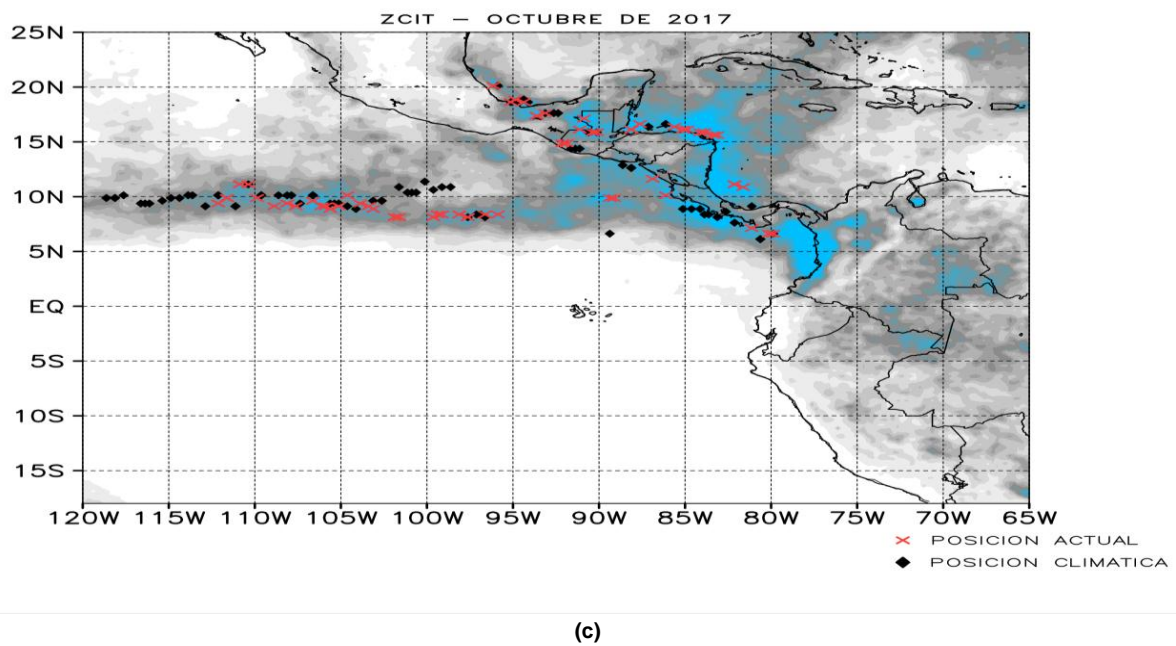 ZCIT – OCTUBRE DE 2017
25N
20N
15N
10N
5N
EQ
5S
10S
15S
120W 115W 110W 105W 100W 95W 90W 85W 80W 75W 70W 65W
POSICION ACTUAL
POSICION CLIMATICA
(c)